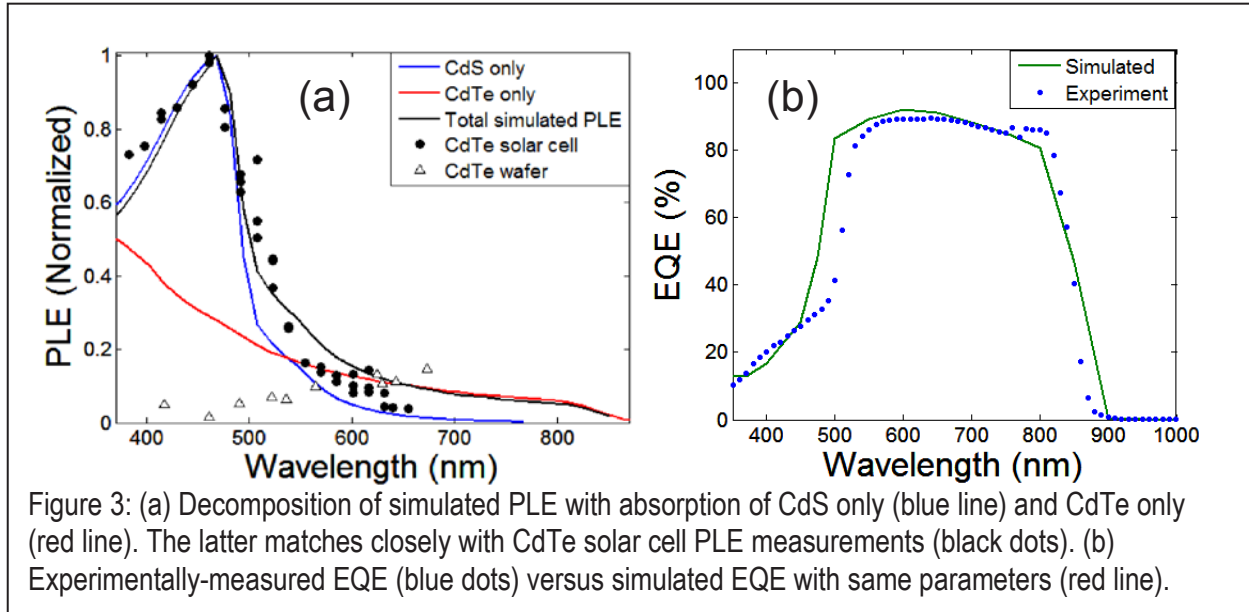 (a)
CdS only
CdTe only
Total simulated PLE
CdTe solar cell
CdTe wafer
PLE (Normalized)
1
0.8
0.6
0.4
0.2
0
400
500
600
700
800
Wavelength (nm)
(b)
Simulated
Experiment
EQE (%)
100
80
60
40
20
0
400
500
600
700
800
900
1000
Wavelength (nm)
Figure 3: (a) Decomposition of simulated PLE with absorption of CdS only (blue line) and CdTe only
(red line). The latter matches closely with CdTe solar cell PLE measurements (black dots). (b)
Experimentally-measured EQE (blue dots) versus simulated EQE with same parameters (red line).